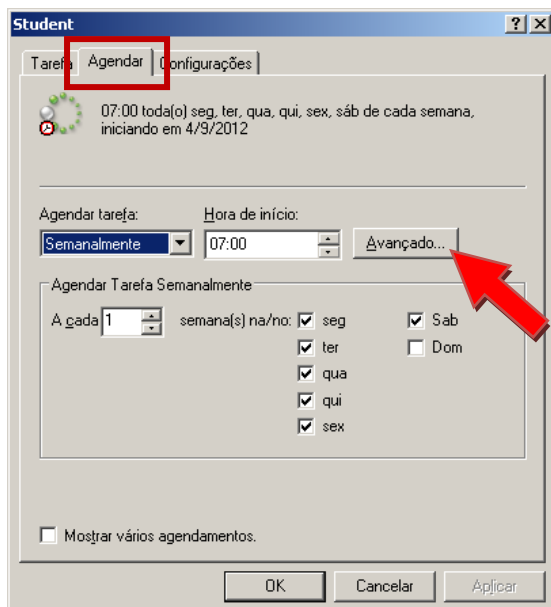 Student
Tarefa Agendar Configurações
07:00 toda(o) seg, ter, qua, qui, sex, sáb de cada semana,
iniciando em 4/9/2012
Agendar tarefa: Hora de início:
Semanalmente 07:00 Avançado...
Agendar Tarefa Semanalmente
A cada 1 semana(s) na/no: seg Sab
ter Dom
qua
qui
sex
Mostrar vários agendamentos.
OK Cancelar Aplicar